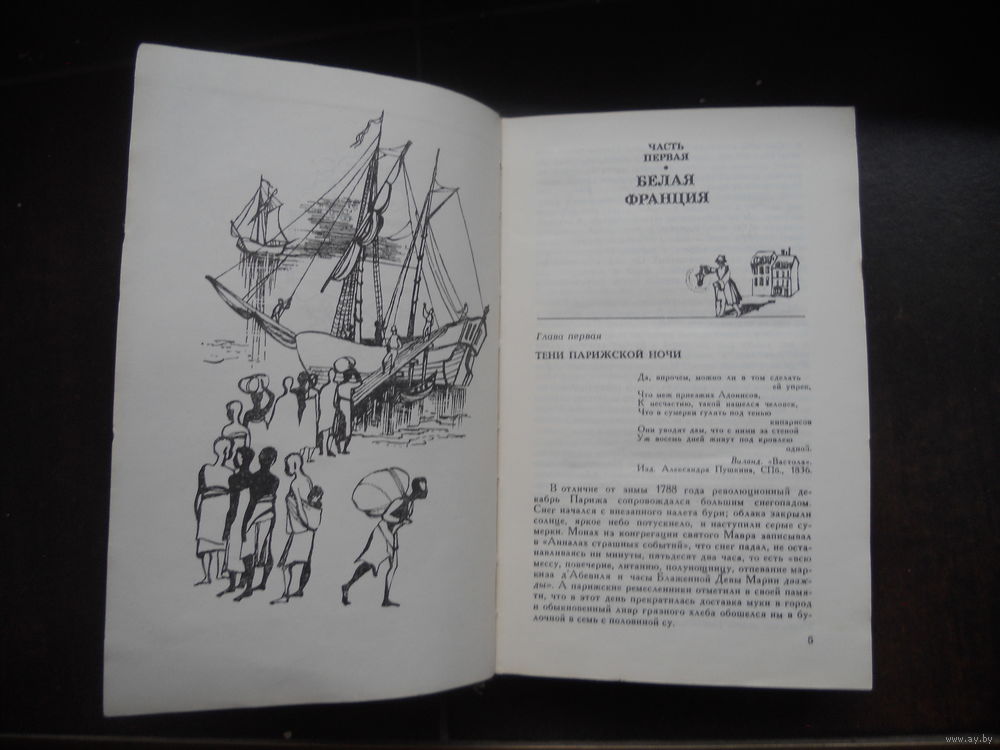 ЧАСТЬ
ПЕРВАЯ
•
БЕЛАЯ
ФРАНЦИЯ
Глава первая
ТЕНИ ПАРИЖСКОЙ НОЧИ
Да, впрочем, можно ли в том сделать
ей упрек,
Что меж приезжих Адонисов,
К несчастию, такой нашелся человек,
Что в сумерки гулять под тенью
кипарисов
Они уводят дам, что с ними за стеной
Уж восемь дней живут под кровлею
одной.
Виланд. «Вастола».
Изд. Александра Пушкина, СПб., 1836.
В отличие от зимы 1788 года революционный де-
кабрь Парижа сопровождался большим снегопадом.
Снег начался с внезапного налета бури; облака закрыли
солнце, яркое небо потускнело, и наступили серые су-
мерки. Монах из конгрегации святого Мавра записывал
в «Анналах страшных событий», что снег падал, не оста-
навливаясь ни минуты, пятьдесят два часа, то есть «всю
мессу, повечерие, литанию, полунощницу, отпевание мар-
киза д'Абевиля и часы Блаженной Девы Марии дваж-
ды». А парижские ремесленники отметили в своей памя-
ти, что в этот день прекратилась доставка муки в город
и обыкновенный ливр грязного хлеба обошелся им в бу-
лочной в семь с половиной су.
5
www.ay.by